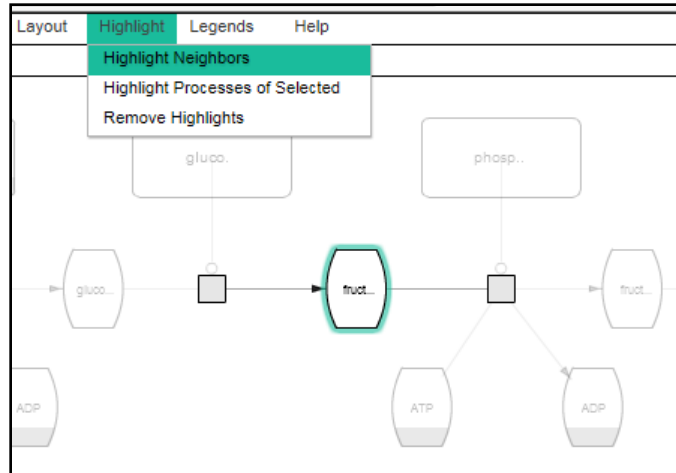 Layout Highlight Legends Help
Highlight Neighbors
Highlight Processes of Selected
Remove Highlights
gluco.
phosp..
gluco...
fruct...
fruct...
ADP
ATP
ADP